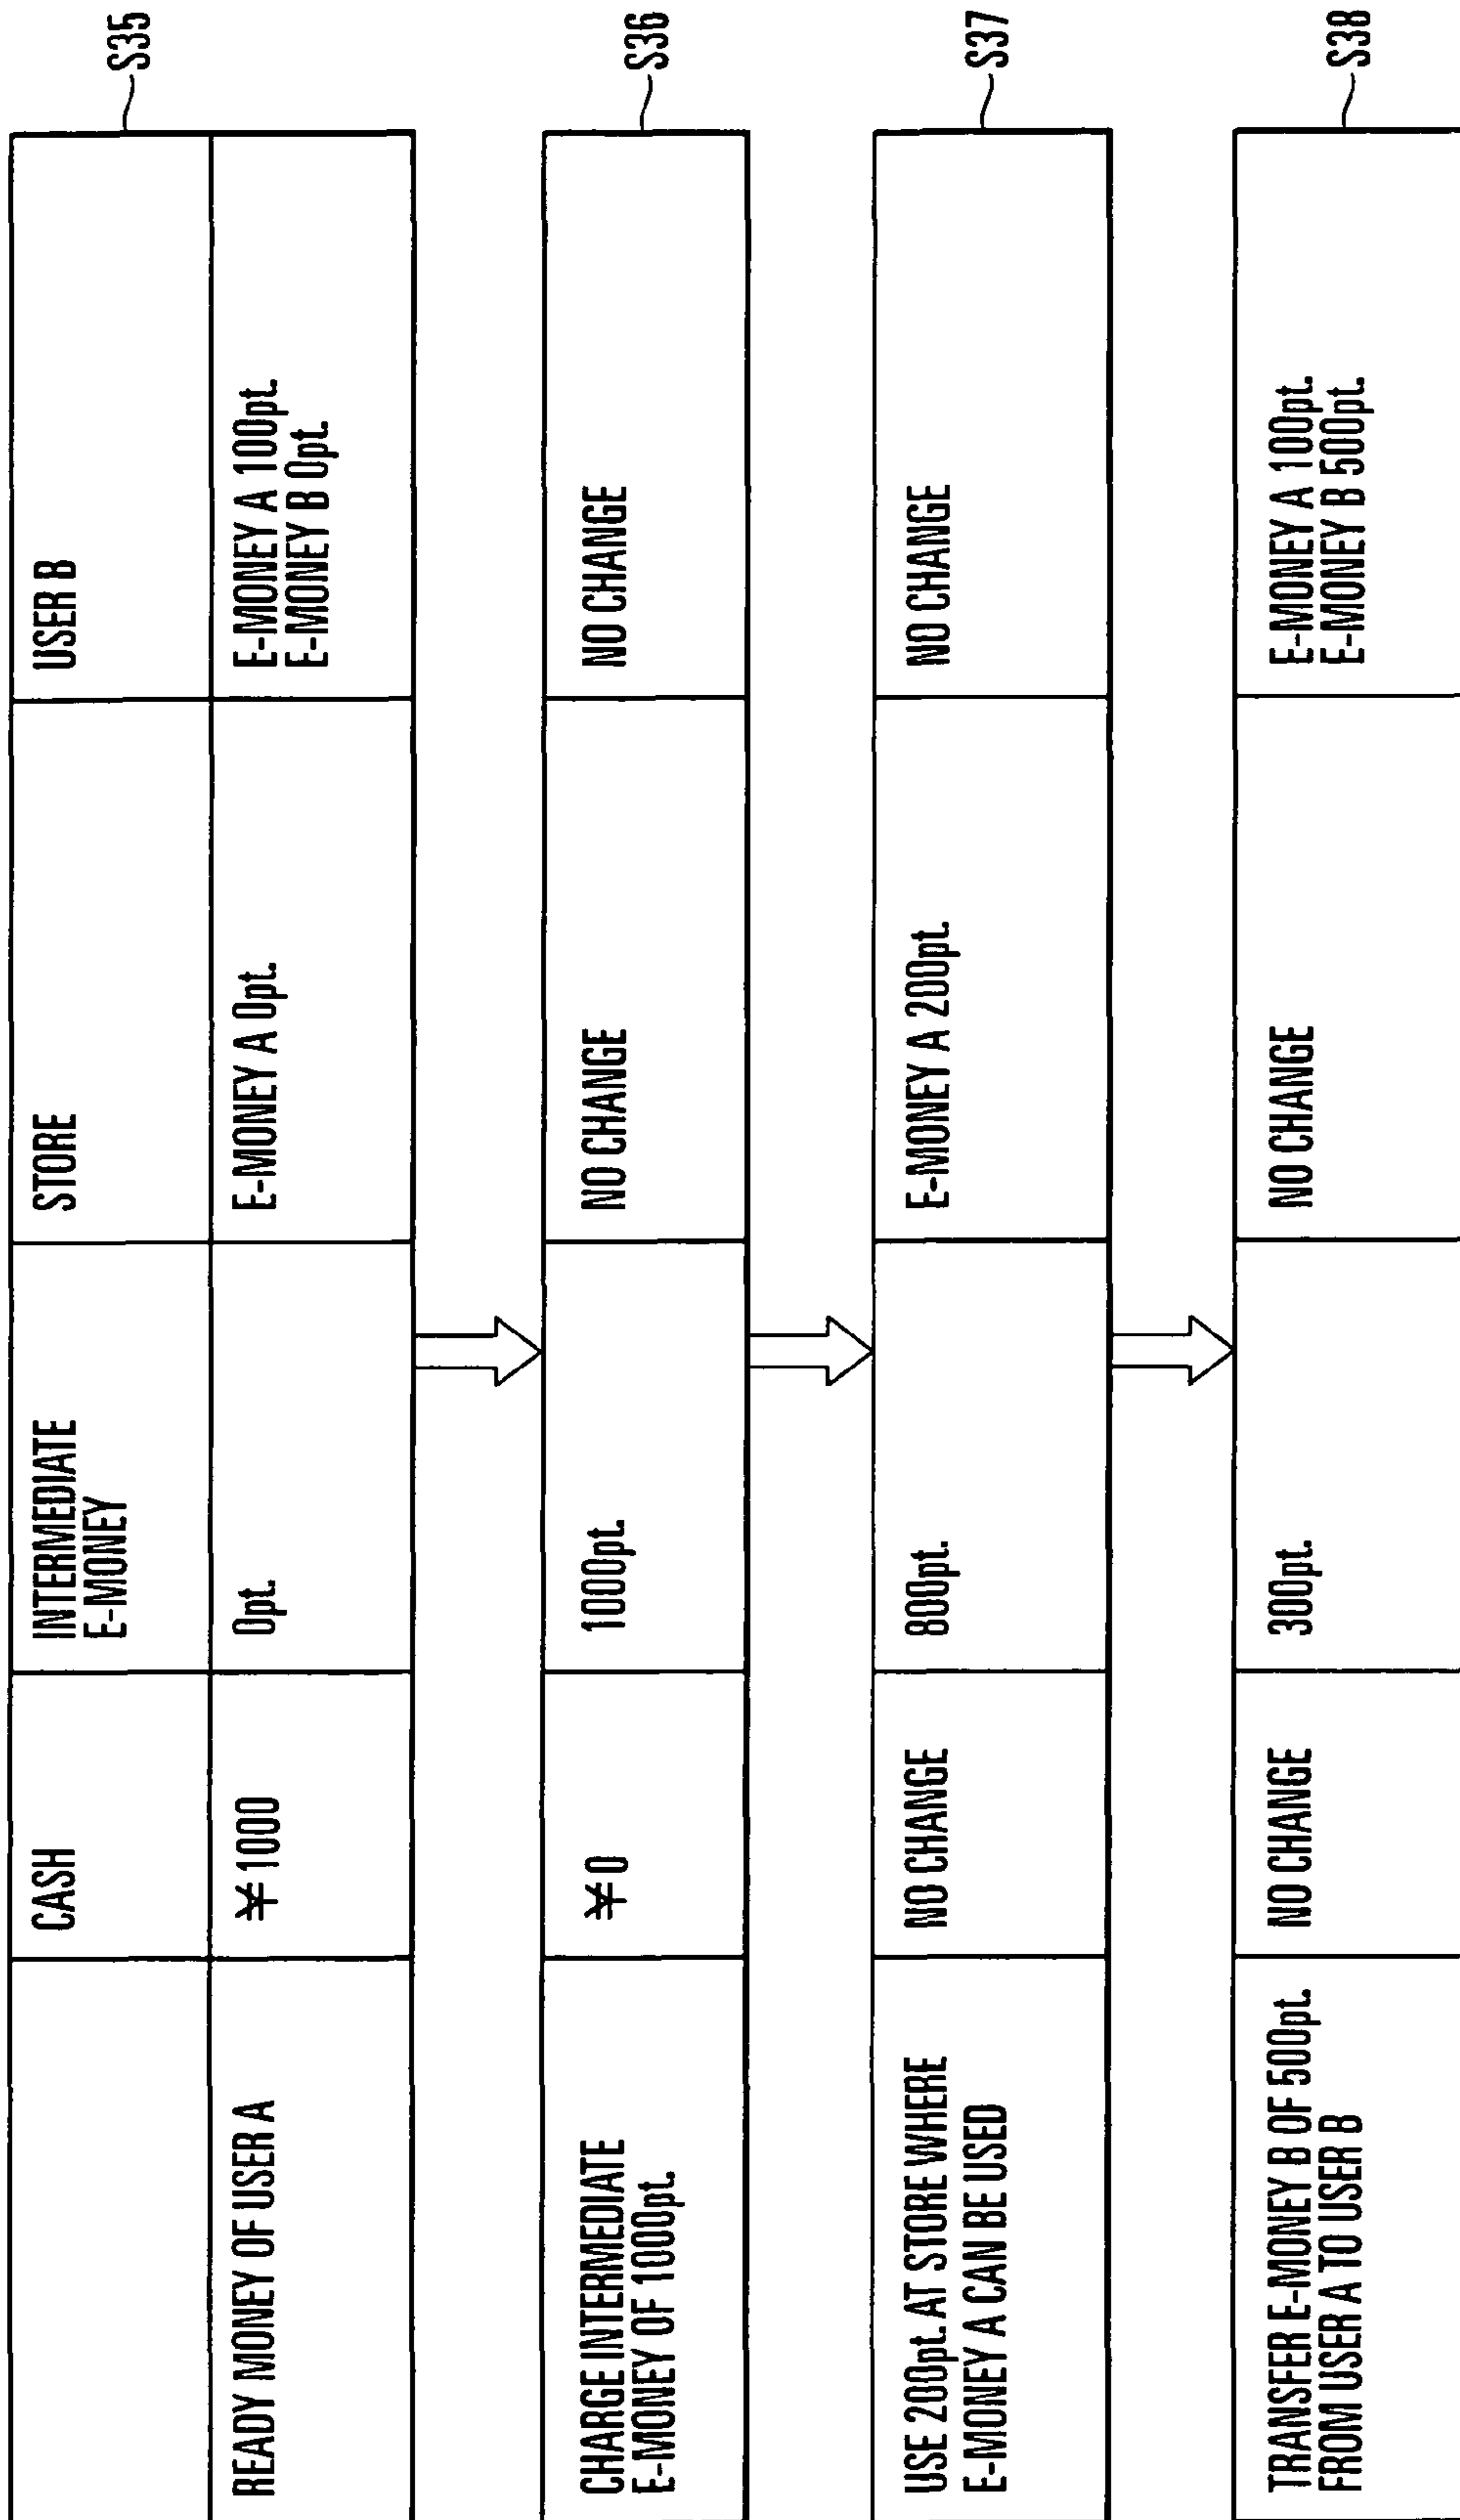 CASH
INTERMEDIATE
E-MONEY
STORE
USER B
S35
READY MONEY OF USER A
¥1000
0pt.
E-MONEY A 0pt.
E-MONEY A 100pt.
E-MONEY B 0pt.
CHARGE INTERMEDIATE
E-MONEY OF 1000pt.
¥0
1000pt.
NO CHANGE
NO CHANGE
S36
USE 200pt. AT STORE WHERE
E-MONEY A CAN BE USED
NO CHANGE
800pt.
E-MONEY A 200pt.
NO CHANGE
S37
TRANSFER E-MONEY B OF 500pt.
FROM USER A TO USER B
NO CHANGE
300pt.
NO CHANGE
E-MONEY A 100pt.
E-MONEY B 500pt.
S38